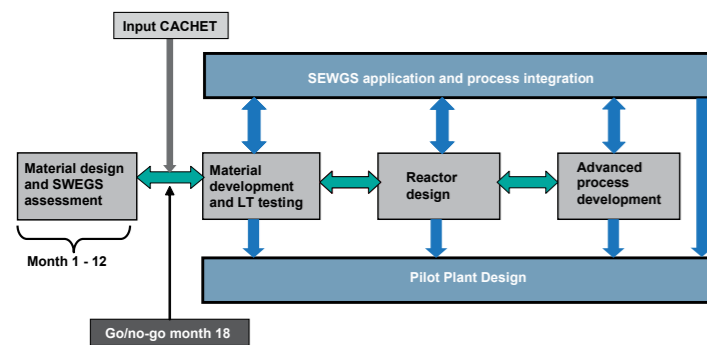 Input CACHET
SEWGS application and process integration
Material design
and SWEGS
assessment
Material
development
and LT testing
Reactor
design
Advanced
process
development
Month 1 - 12
Pilot Plant Design
Go/no-go month 18